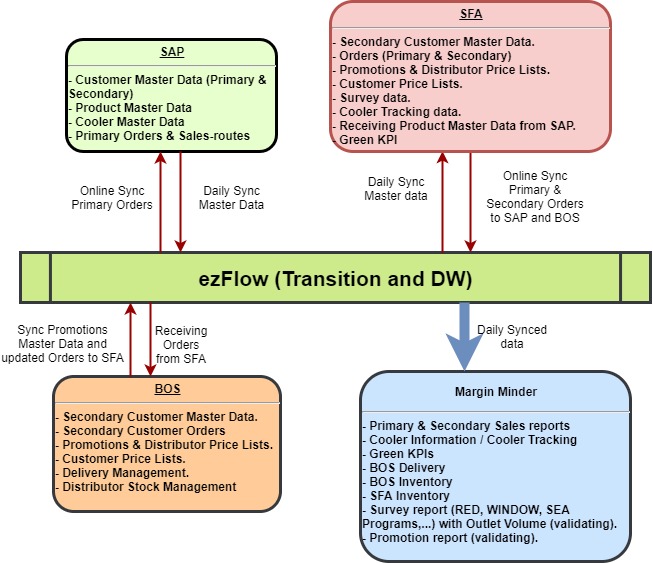 SAP
- Customer Master Data (Primary &
Secondary)
- Product Master Data
- Cooler Master Data
- Primary Orders & Sales-routes
SFA
- Secondary Customer Master Data.
- Orders (Primary & Secondary)
- Promotions & Distributor Price Lists.
- Customer Price Lists.
- Survey data.
- Cooler Tracking data.
- Receiving Product Master Data from SAP.
- Green KPI
Online Sync
Primary Orders
Daily Sync
Master Data
Daily Sync
Master data
Online Sync
Primary &
Secondary Orders
to SAP and BOS
ezFlow (Transition and DW)
Sync Promotions
Master Data and
updated Orders to SFA
Receiving
Orders
from SFA
Daily Synced
data
BOS
- Secondary Customer Master Data.
- Secondary Customer Orders
- Promotions & Distributor Price Lists.
- Customer Price Lists.
- Delivery Management.
- Distributor Stock Management
Margin Minder
- Primary & Secondary Sales reports
- Cooler Information / Cooler Tracking
- Green KPIs
- BOS Delivery
- BOS Inventory
- SFA Inventory
- Survey report (RED, WINDOW, SEA
Programs,...) with Outlet Volume (validating).
- Promotion report (validating).